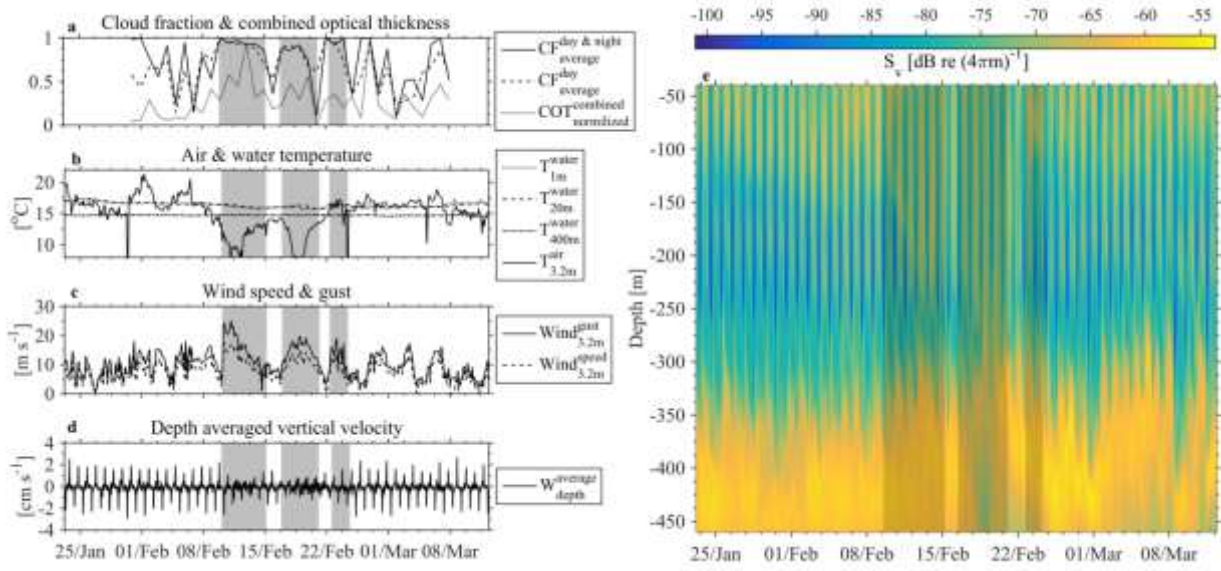 a Cloud fraction & combined optical thickness
1
0.5
0
CF day & night average
CF day average
COT combined normilized
b Air & water temperature
[°C]
20
15
10
T water 1m
T water 20m
T water 400m
T air 3.2m
c Wind speed & gust
[m s⁻¹]
30
20
10
0
Wind gust 3.2m
Wind speed 3.2m
d Depth averaged vertical velocity
[cm s⁻¹]
4
2
0
-2
-4
W average depth
25/Jan 01/Feb 08/Feb 15/Feb 22/Feb 01/Mar 08/Mar
-100 -95 -90 -85 -80 -75 -70 -65 -60 -55
e S_v [dB re (4πm)⁻¹]
Depth [m]
-50
-100
-150
-200
-250
-300
-350
-400
-450
25/Jan 01/Feb 08/Feb 15/Feb 22/Feb 01/Mar 08/Mar